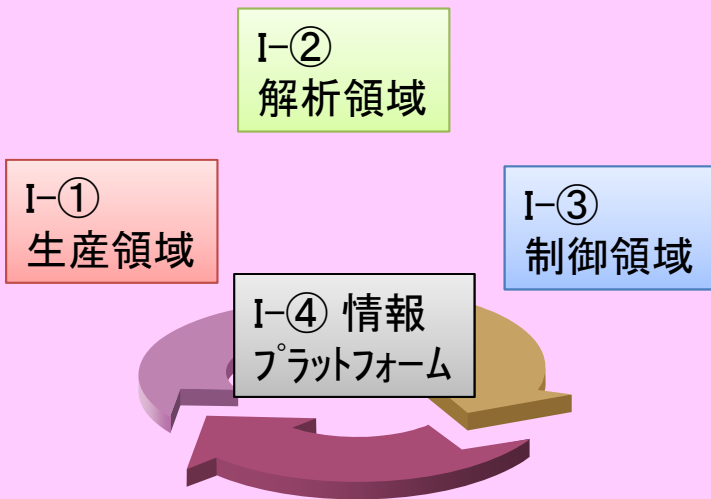 I-②
解析領域
I-①
生産領域
I-③
制御領域
I-④ 情報
プラットフォーム